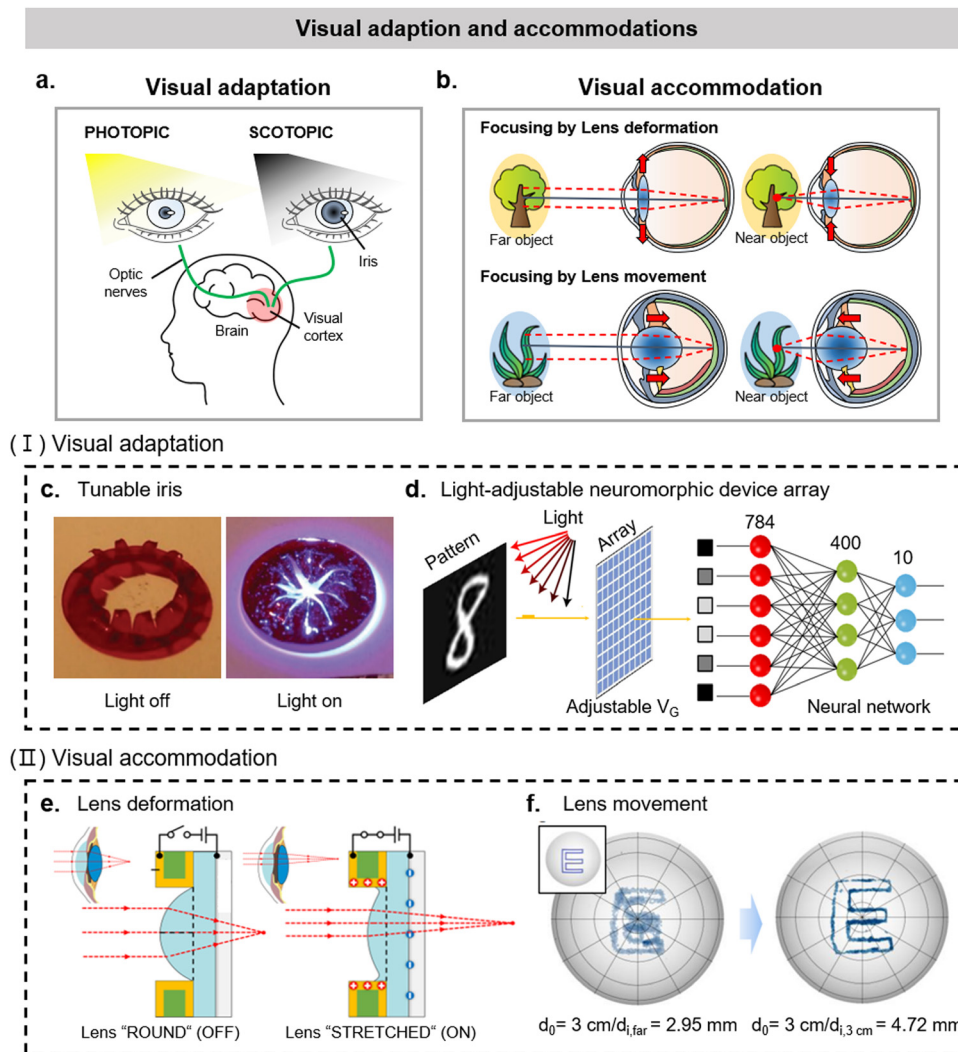 Visual adaption and accommodations
a.
Visual adaptation
PHOTOPIC
SCOTOPIC
Optic
nerves
Iris
Brain
Visual
cortex
b.
Visual accommodation
Focusing by Lens deformation
Far object
Near object
Focusing by Lens movement
Far object
Near object
(Ⅰ) Visual adaptation
c. Tunable iris
Light off
Light on
d. Light-adjustable neuromorphic device array
Pattern
Light
Array
Adjustable V_G
784
400
10
Neural network
(Ⅱ) Visual accommodation
e. Lens deformation
Lens “ROUND“ (OFF)
Lens “STRETCHED“ (ON)
f. Lens movement
E
E
E
d₀= 3 cm/d_i,far = 2.95 mm
d₀= 3 cm/d_i,3 cm = 4.72 mm